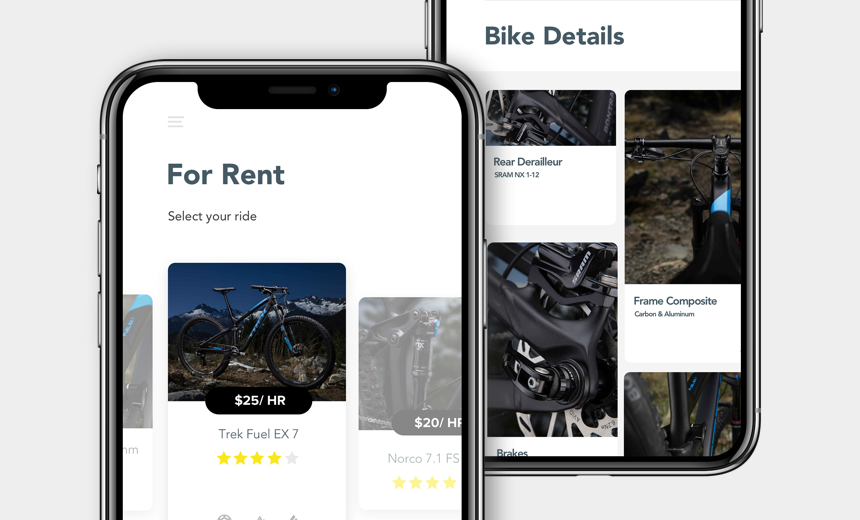 For Rent
Select your ride
$25/ HR
Trek Fuel EX 7
$20/ HR
Norco 7.1 FS
Bike Details
Rear Derailleur
SRAM NX 1-12
SRAM
Brakes
Frame Composite
Carbon & Aluminum